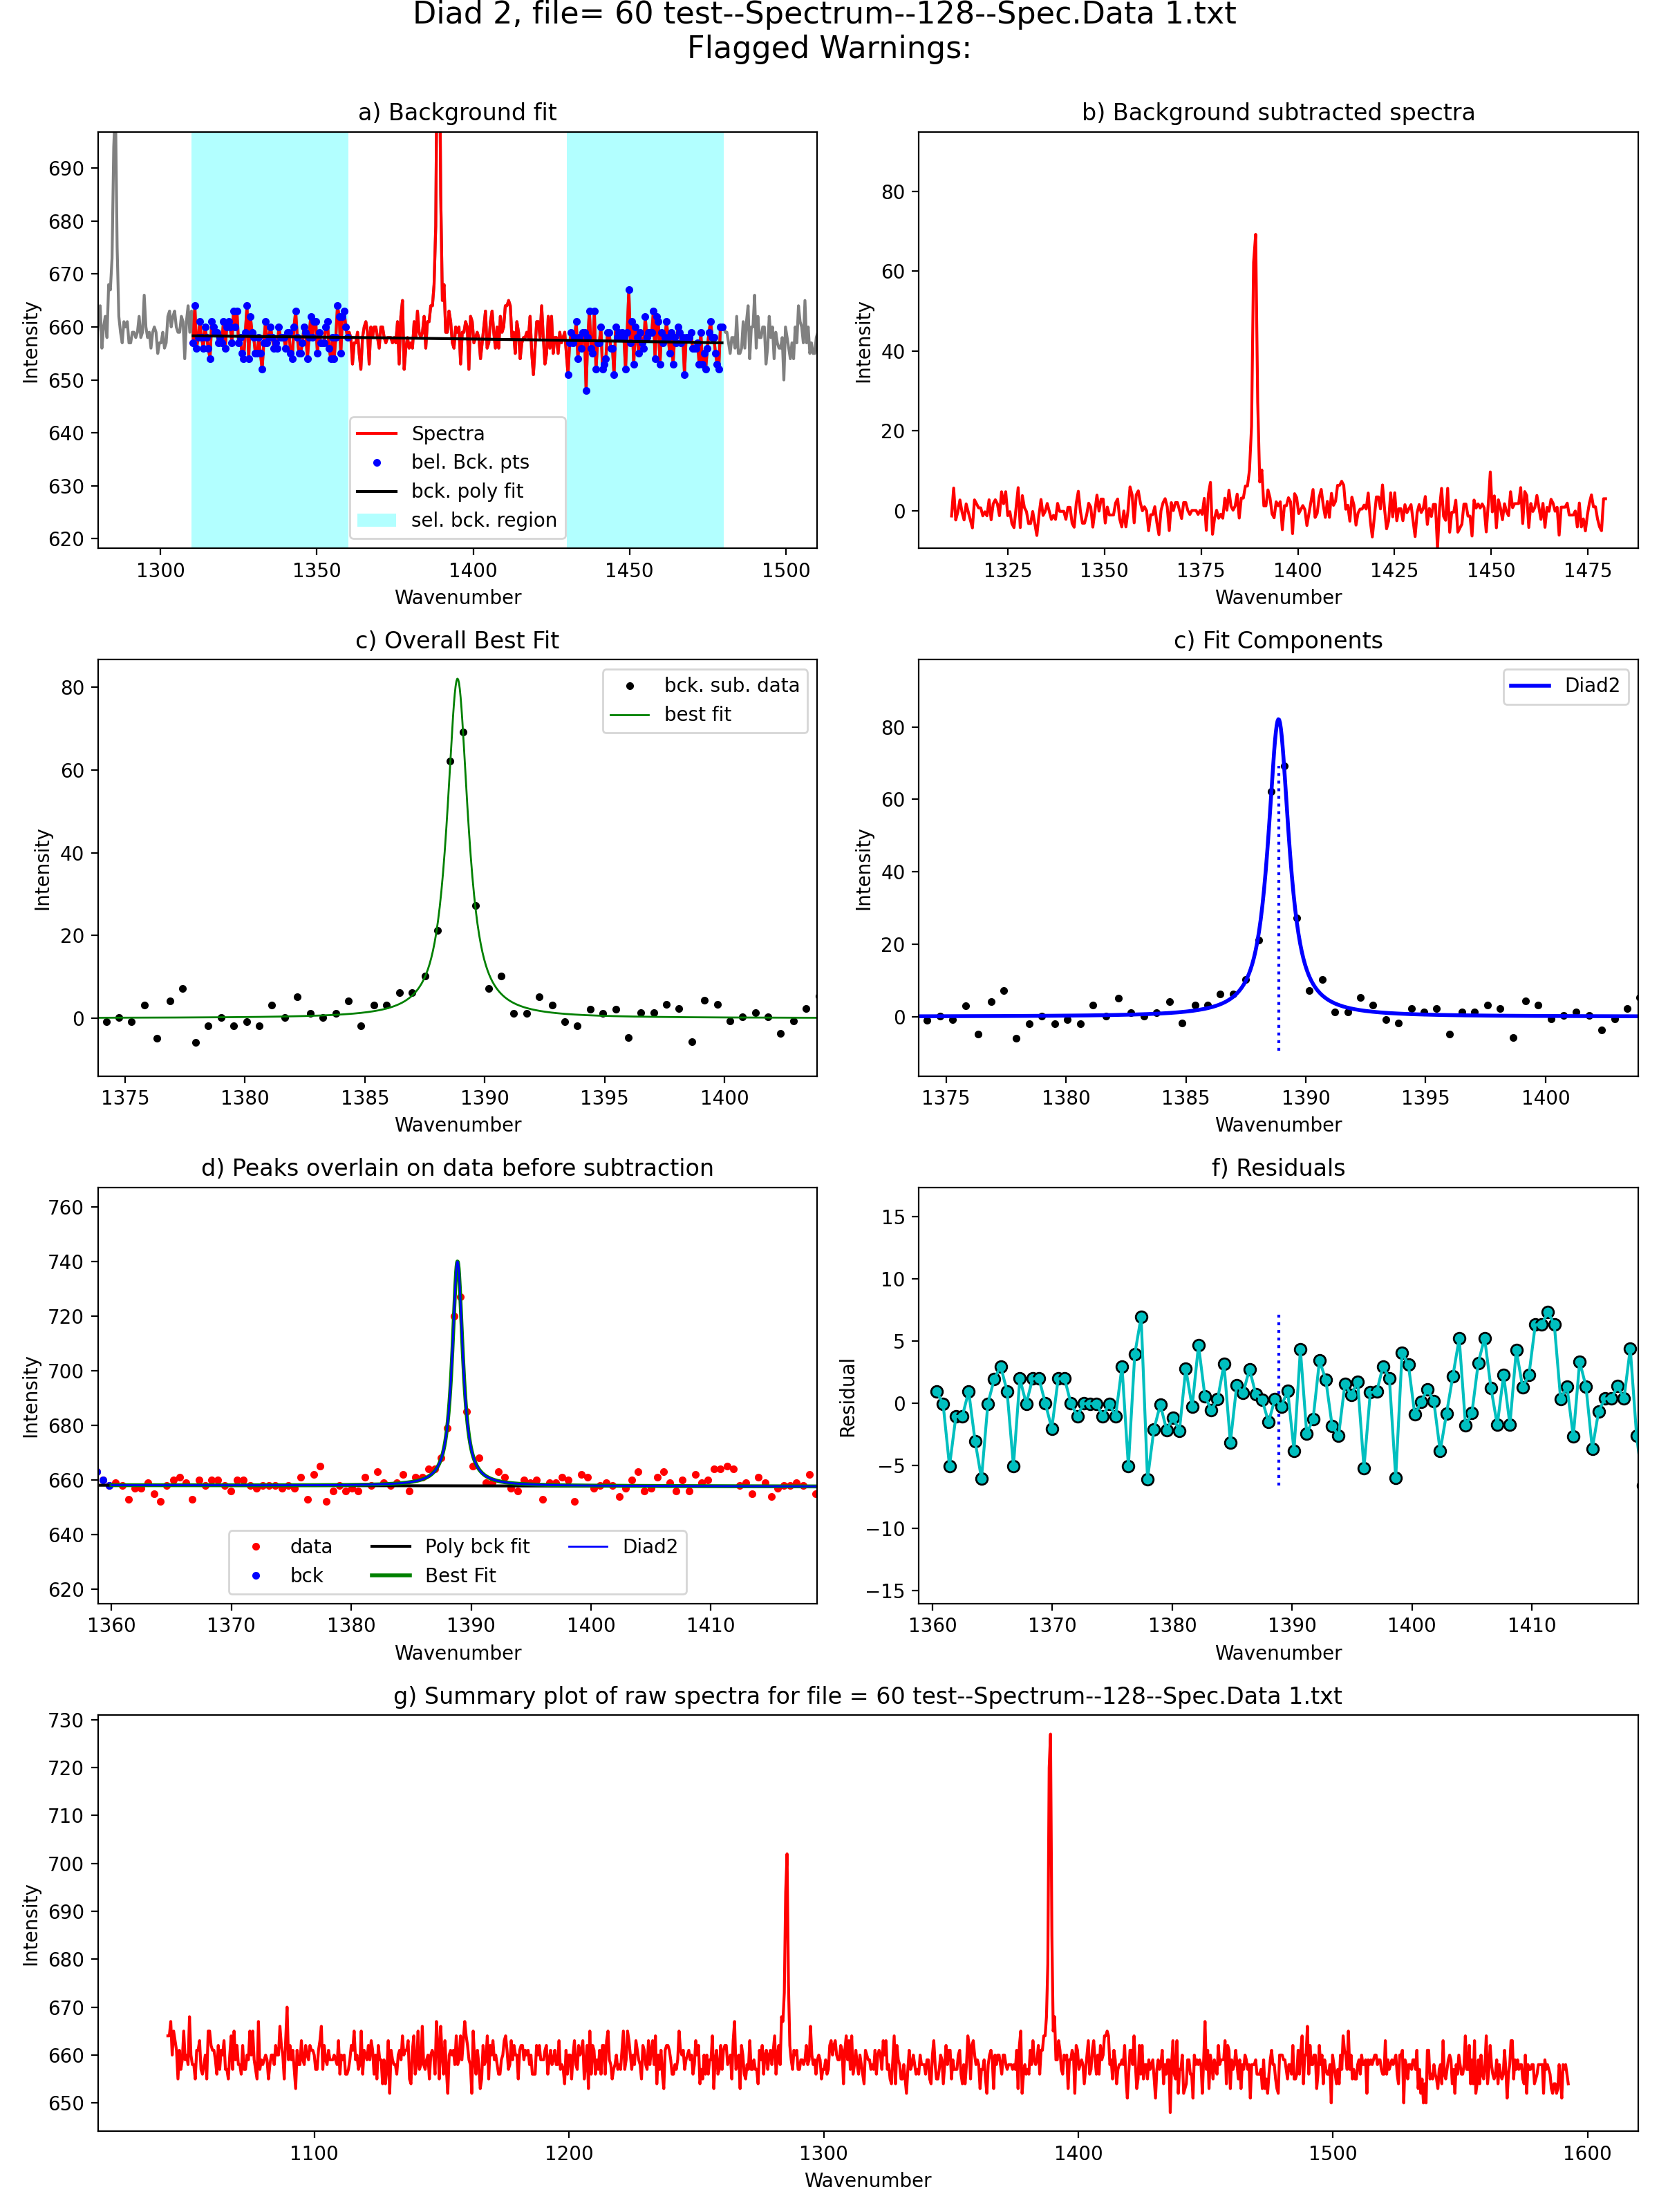 Diad 2, file= 60 test--Spectrum--128--Spec.Data 1.txt
Flagged Warnings:
a) Background fit
690
680
670
660
650
640
630
620
Intensity
Spectra
bel. Bck. pts
bck. poly fit
sel. bck. region
1300 1350 1400 1450 1500
Wavenumber
b) Background subtracted spectra
80
60
40
20
0
Intensity
1325 1350 1375 1400 1425 1450 1475
Wavenumber
c) Overall Best Fit
80
60
40
20
0
Intensity
bck. sub. data
best fit
1375 1380 1385 1390 1395 1400
Wavenumber
c) Fit Components
80
60
40
20
0
Intensity
Diad2
1375 1380 1385 1390 1395 1400
Wavenumber
d) Peaks overlain on data before subtraction
760
740
720
700
680
660
640
620
Intensity
data Poly bck fit Diad2
bck Best Fit
1360 1370 1380 1390 1400 1410
Wavenumber
f) Residuals
15
10
5
0
−5
−10
−15
Residual
1360 1370 1380 1390 1400 1410
Wavenumber
g) Summary plot of raw spectra for file = 60 test--Spectrum--128--Spec.Data 1.txt
730
720
710
700
690
680
670
660
650
Intensity
1100 1200 1300 1400 1500 1600
Wavenumber